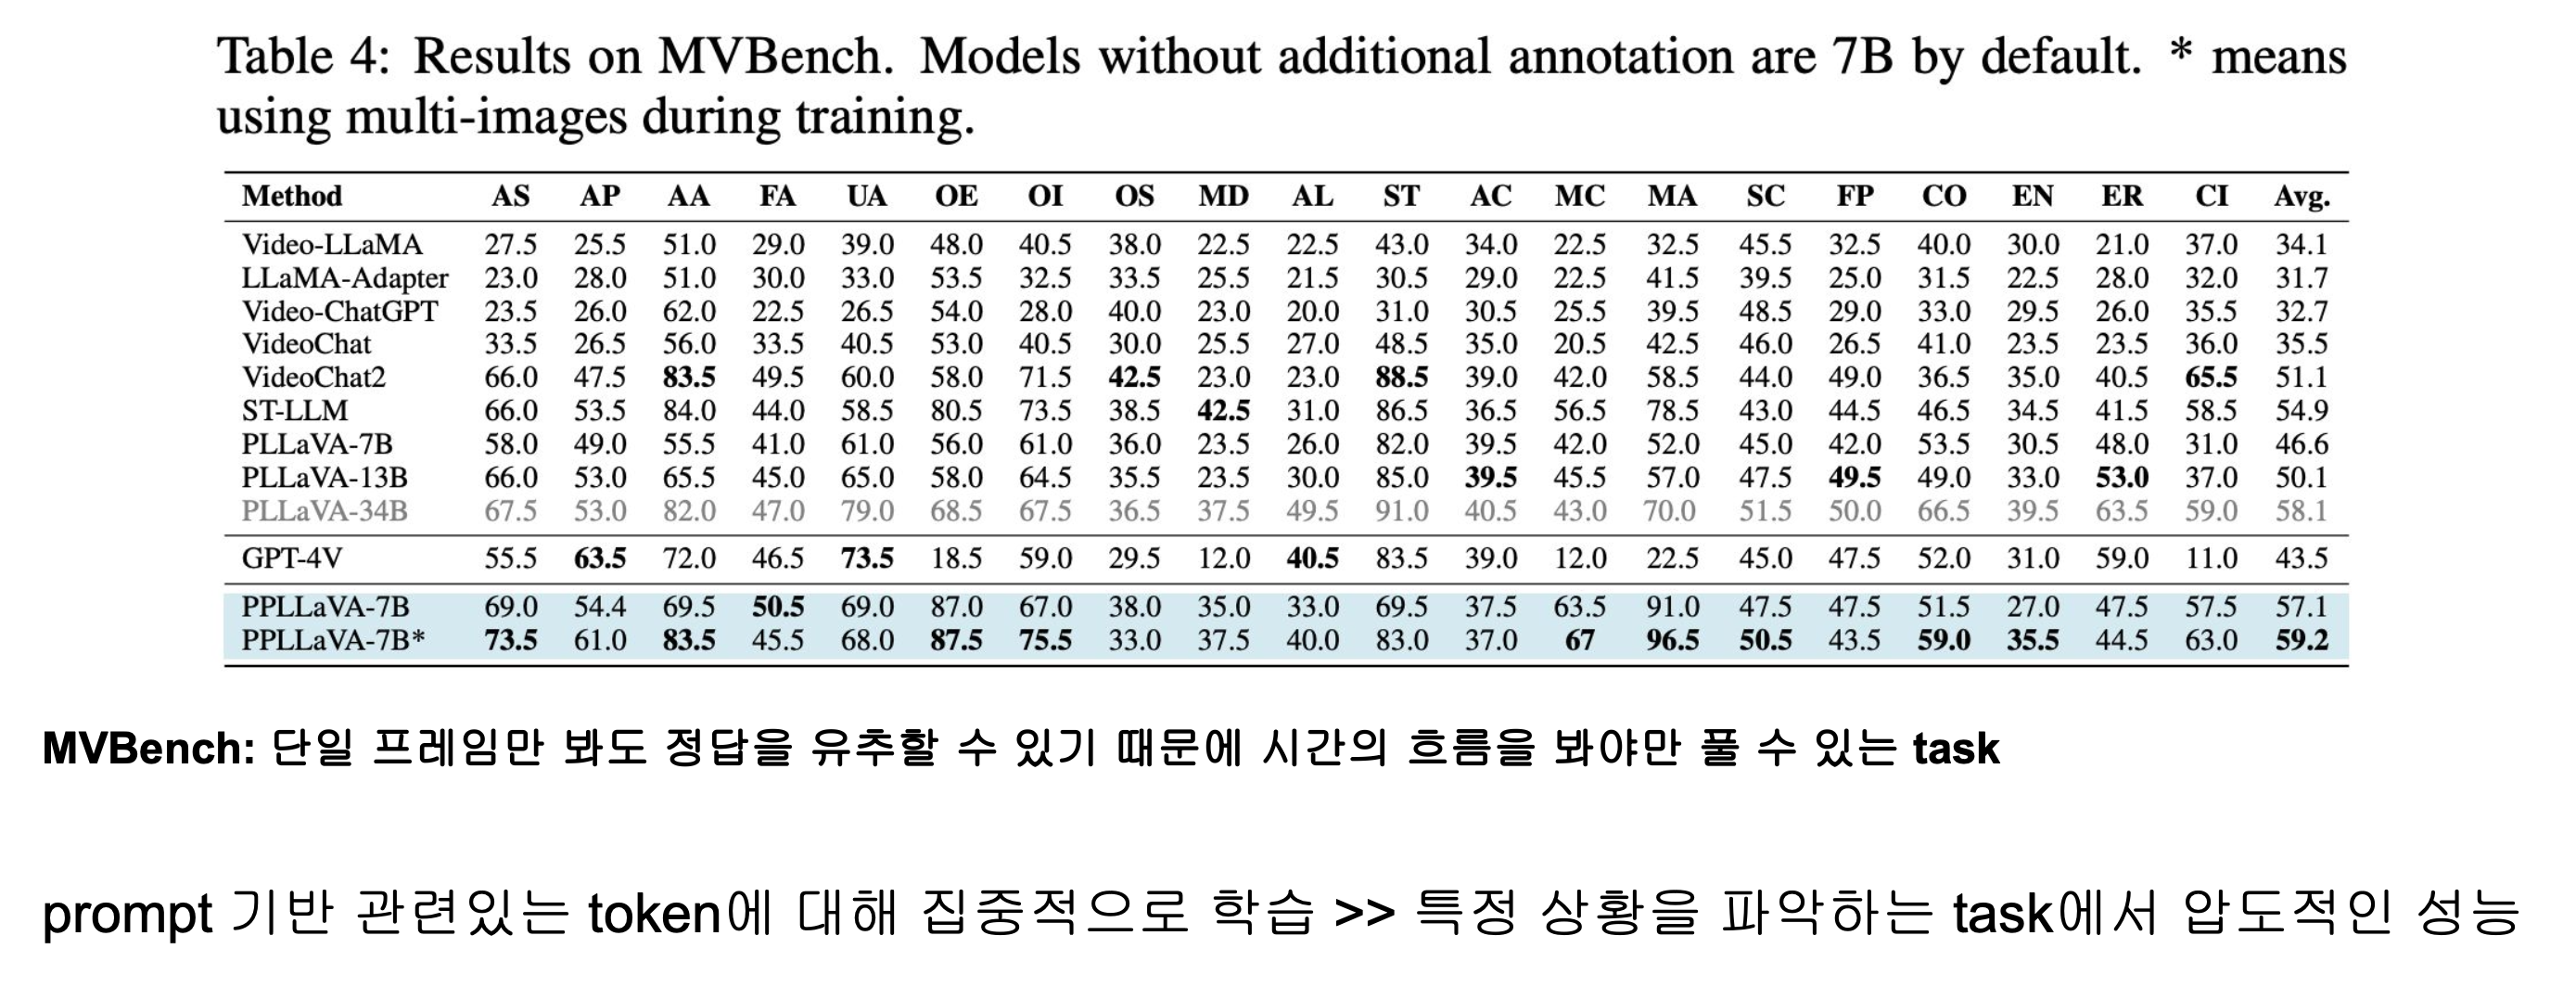 Table 4: Results on MVBench. Models without additional annotation are 7B by default. * means
using multi-images during training.
Method AS AP AA FA UA OE OI OS MD AL ST AC MC MA SC FP CO EN ER CI Avg.
Video-LLaMA 27.5 25.5 51.0 29.0 39.0 48.0 40.5 38.0 22.5 22.5 43.0 34.0 22.5 32.5 45.5 32.5 40.0 30.0 21.0 37.0 34.1
LLaMA-Adapter 23.0 28.0 51.0 30.0 33.0 53.5 32.5 33.5 25.5 21.5 30.5 29.0 22.5 41.5 39.5 25.0 31.5 22.5 28.0 32.0 31.7
Video-ChatGPT 23.5 26.0 62.0 22.5 26.5 54.0 28.0 40.0 23.0 20.0 31.0 30.5 25.5 39.5 48.5 29.0 33.0 29.5 26.0 35.5 32.7
VideoChat 33.5 26.5 56.0 33.5 40.5 53.0 40.5 30.0 25.5 27.0 48.5 35.0 20.5 42.5 46.0 26.5 41.0 23.5 23.5 36.0 35.5
VideoChat2 66.0 47.5 83.5 49.5 60.0 58.0 71.5 42.5 23.0 23.0 88.5 39.0 42.0 58.5 44.0 49.0 36.5 35.0 40.5 65.5 51.1
ST-LLM 66.0 53.5 84.0 44.0 58.5 80.5 73.5 38.5 42.5 31.0 86.5 36.5 56.5 78.5 43.0 44.5 46.5 34.5 41.5 58.5 54.9
PLLaVA-7B 58.0 49.0 55.5 41.0 61.0 56.0 61.0 36.0 23.5 26.0 82.0 39.5 42.0 52.0 45.0 42.0 53.5 30.5 48.0 31.0 46.6
PLLaVA-13B 66.0 53.0 65.5 45.0 65.0 58.0 64.5 35.5 23.5 30.0 85.0 39.5 45.5 57.0 47.5 49.5 49.0 33.0 53.0 37.0 50.1
PLLaVA-34B 67.5 53.0 82.0 47.0 79.0 68.5 67.5 36.5 37.5 49.5 91.0 40.5 43.0 70.0 51.5 50.0 66.5 39.5 63.5 59.0 58.1
GPT-4V 55.5 63.5 72.0 46.5 73.5 18.5 59.0 29.5 12.0 40.5 83.5 39.0 12.0 22.5 45.0 47.5 52.0 31.0 59.0 11.0 43.5
PPLLaVA-7B 69.0 54.4 69.5 50.5 69.0 87.0 67.0 38.0 35.0 33.0 69.5 37.5 63.5 91.0 47.5 47.5 51.5 27.0 47.5 57.5 57.1
PPLLaVA-7B* 73.5 61.0 83.5 45.5 68.0 87.5 75.5 33.0 37.5 40.0 83.0 37.0 67 96.5 50.5 43.5 59.0 35.5 44.5 63.0 59.2
MVBench: 단일 프레임만 봐도 정답을 유추할 수 있기 때문에 시간의 흐름을 봐야만 풀 수 있는 task
prompt 기반 관련있는 token에 대해 집중적으로 학습 >> 특정 상황을 파악하는 task에서 압도적인 성능